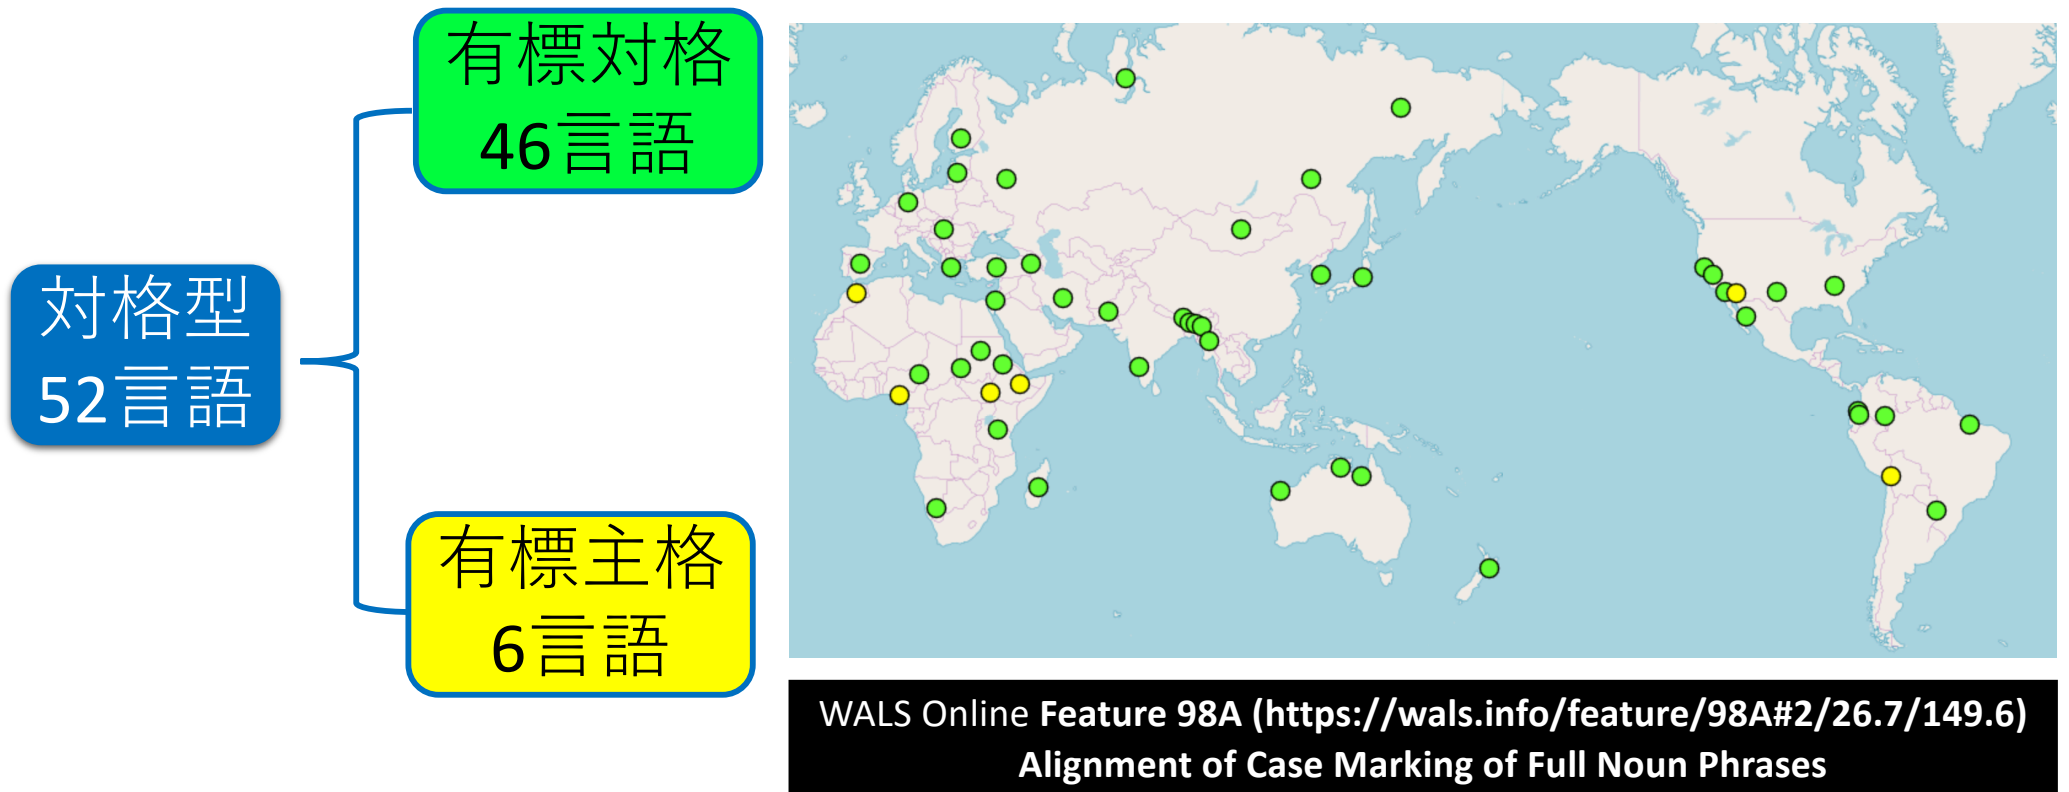 有標対格
46言語
対格型
52言語
有標主格
6言語
WALS Online Feature 98A (https://wals.info/feature/98A#2/26.7/149.6)
Alignment of Case Marking of Full Noun Phrases